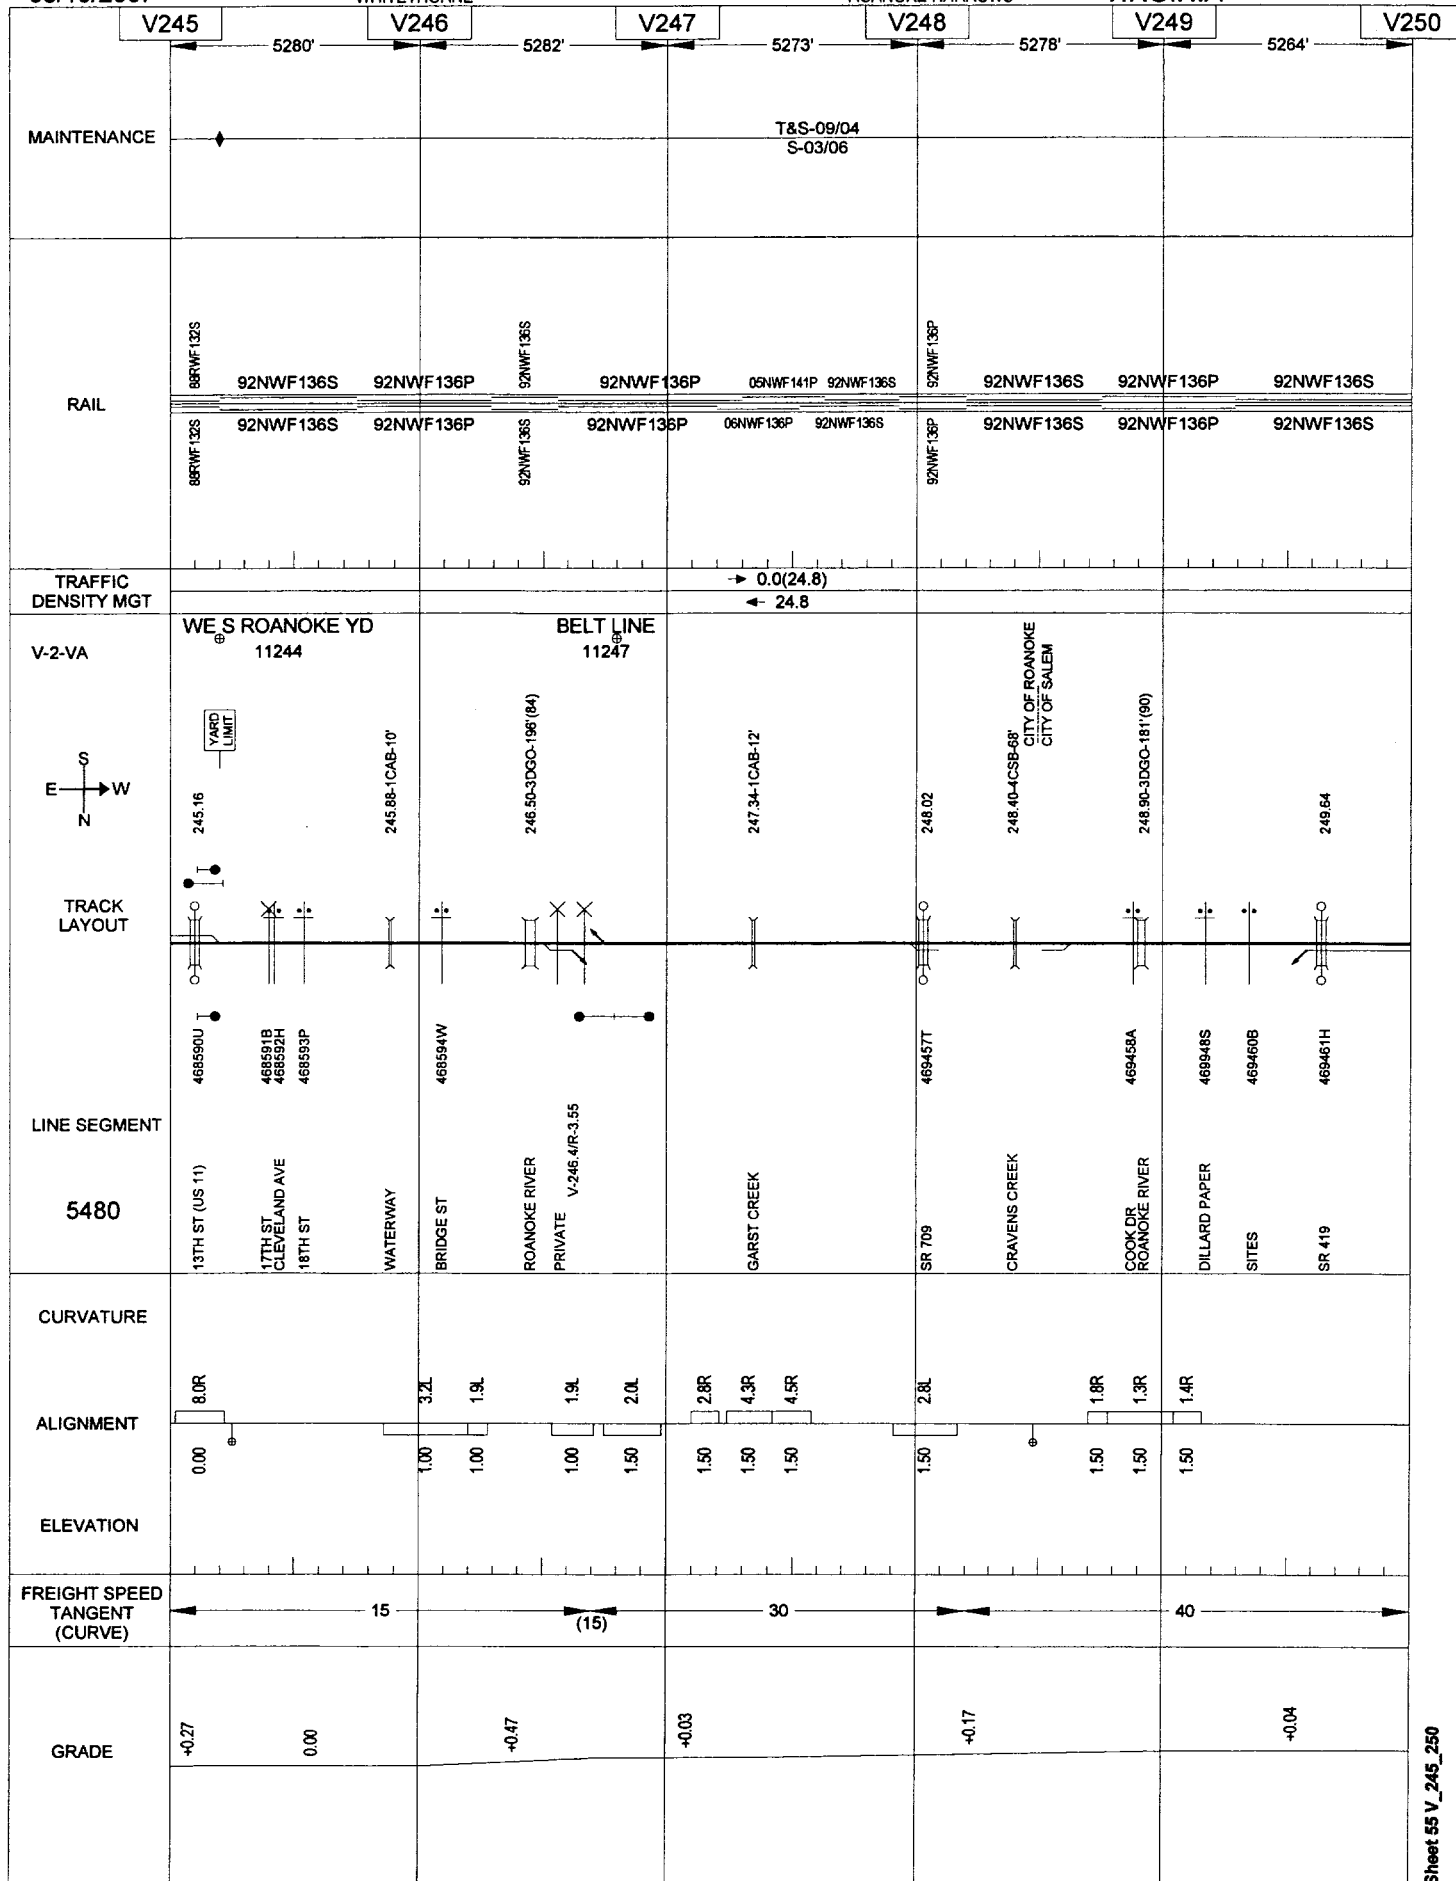 V245 V246 V247 V248 V249 V250
5280' 5282' 5273' 5278' 5264'
MAINTENANCE
T&S-09/04
S-03/06
RAIL
88RWF132S 92NWF136S 92NWF136P 92NWF136S 92NWF136P 05NWF141P 92NWF136S 92NWF136P 92NWF136S 92NWF136P 92NWF136S
88RWF132S 92NWF136S 92NWF136P 92NWF136S 92NWF136P 06NWF136P 92NWF136S 92NWF136P 92NWF136S 92NWF136P 92NWF136S
TRAFFIC
DENSITY MGT
0.0(24.8)
24.8
V-2-VA
WE S ROANOKE YD
11244
BELT LINE
11247
YARD
LIMIT
CITY OF ROANOKE
CITY OF SALEM
S
E W
N
245.16
245.88-1CAB-10'
246.50-3DGO-196'(84)
247.34-1CAB-12'
248.02
248.40-4CSB-68'
248.90-3DGO-181'(90)
249.64
TRACK
LAYOUT
468590U
468591B
468592H
468593P
468594W
469457T
469458A
469948S
469460B
469461H
LINE SEGMENT
5480
13TH ST (US 11)
17TH ST
CLEVELAND AVE
18TH ST
WATERWAY
BRIDGE ST
ROANOKE RIVER
PRIVATE
V-246.4/R-3.55
GARST CREEK
SR 709
CRAVENS CREEK
COOK DR
ROANOKE RIVER
DILLARD PAPER
SITES
SR 419
CURVATURE
8.0R 3.2L 1.9L 1.9L 2.0L 2.8R 4.3R 4.5R 2.8L 1.8R 1.3R 1.4R
ALIGNMENT
0.00 1.00 1.00 1.00 1.50 1.50 1.50 1.50 1.50 1.50 1.50 1.50
ELEVATION
FREIGHT SPEED
TANGENT
(CURVE)
15 (15) 30 40
GRADE
+0.27 0.00 +0.47 +0.03 +0.17 +0.04
Sheet 55 V_245_250